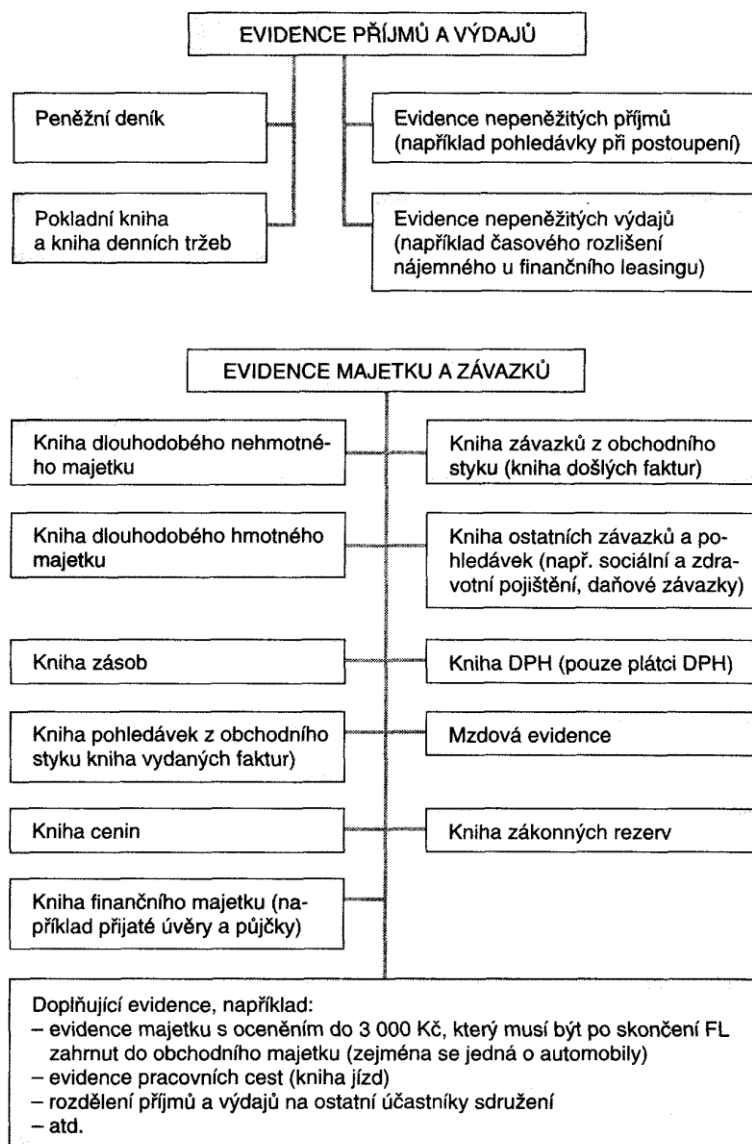 EVIDENCE PŘÍJMŮ A VÝDAJŮ
Peněžní deník
Evidence nepeněžitých příjmů
(například pohledávky při postoupení)
Pokladní kniha
a kniha denních tržeb
Evidence nepeněžitých výdajů
(například časového rozlišení
nájemného u finančního leasingu)
EVIDENCE MAJETKU A ZÁVAZKŮ
Kniha dlouhodobého nehmotné-
ho majetku
Kniha závazků z obchodního
styku (kniha došlých faktur)
Kniha dlouhodobého hmotného
majetku
Kniha ostatních závazků a po-
hledávek (např. sociální a zdra-
votní pojištění, daňové závazky)
Kniha zásob
Kniha DPH (pouze plátci DPH)
Kniha pohledávek z obchodního
styku kniha vydaných faktur)
Mzdová evidence
Kniha cenin
Kniha zákonných rezerv
Kniha finančního majetku (na-
příklad přijaté úvěry a půjčky)
Doplňující evidence, například:
– evidence majetku s oceněním do 3 000 Kč, který musí být po skončení FL
zahrnut do obchodního majetku (zejména se jedná o automobily)
– evidence pracovních cest (kniha jízd)
– rozdělení příjmů a výdajů na ostatní účastníky sdružení
– atd.